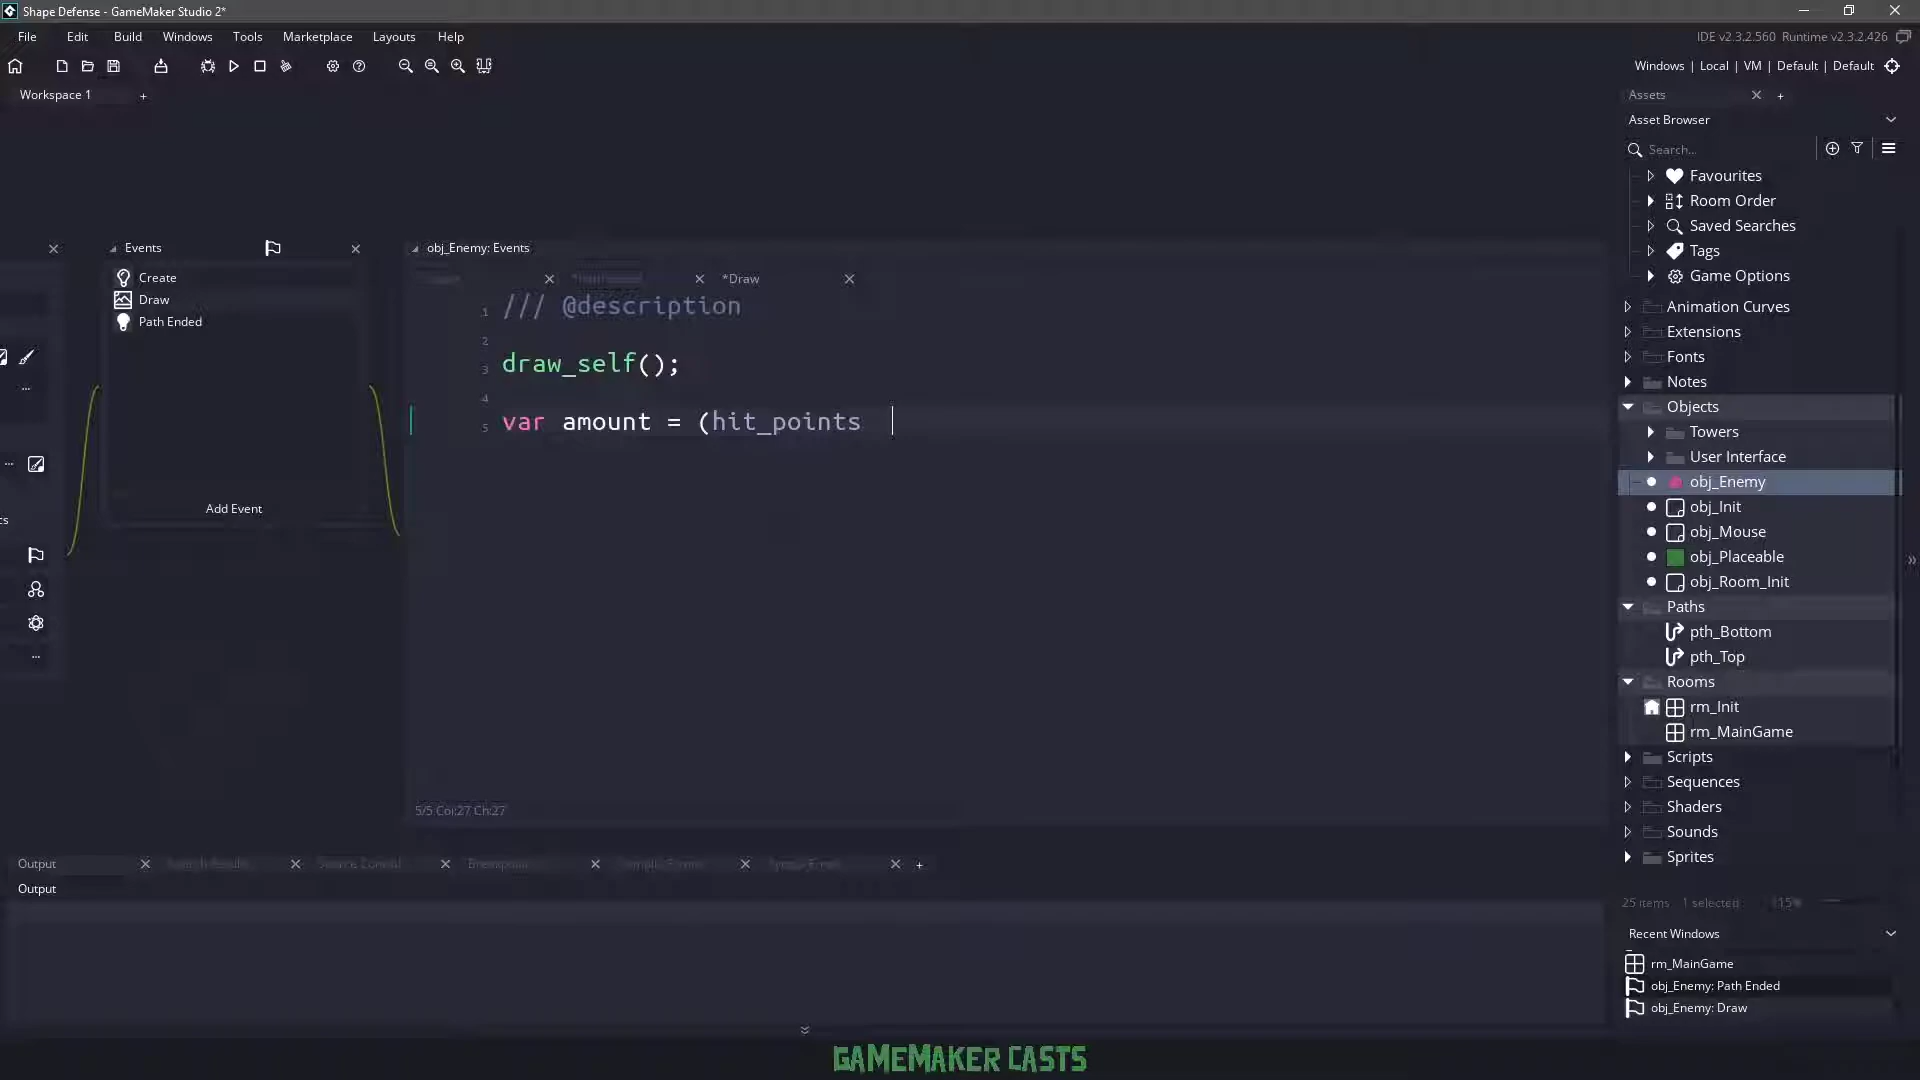 Shape Defense - GameMaker Studio 2*
File Edit Build Windows Tools Marketplace Layouts Help
IDE v2.3.2.560 Runtime v2.3.2.426
Windows | Local | VM | Default | Default
Workspace 1 +
Assets
Asset Browser
Search...
Favourites
Room Order
Saved Searches
Tags
Game Options
Animation Curves
Extensions
Fonts
Notes
Objects
Towers
User Interface
obj_Enemy
obj_Init
obj_Mouse
obj_Placeable
obj_Room_Init
Paths
pth_Bottom
pth_Top
Rooms
rm_Init
rm_MainGame
Scripts
Sequences
Shaders
Sounds
Sprites
25 items 1 selected 115%
Recent Windows
rm_MainGame
obj_Enemy: Path Ended
obj_Enemy: Draw
Events
Create
Draw
Path Ended
Add Event
obj_Enemy: Events
*Draw
1 /// @description
2
3 draw_self();
4
5 var amount = (hit_points
5/5 Col:27 Ch:27
Output
Output
GAMEMAKER CASTS